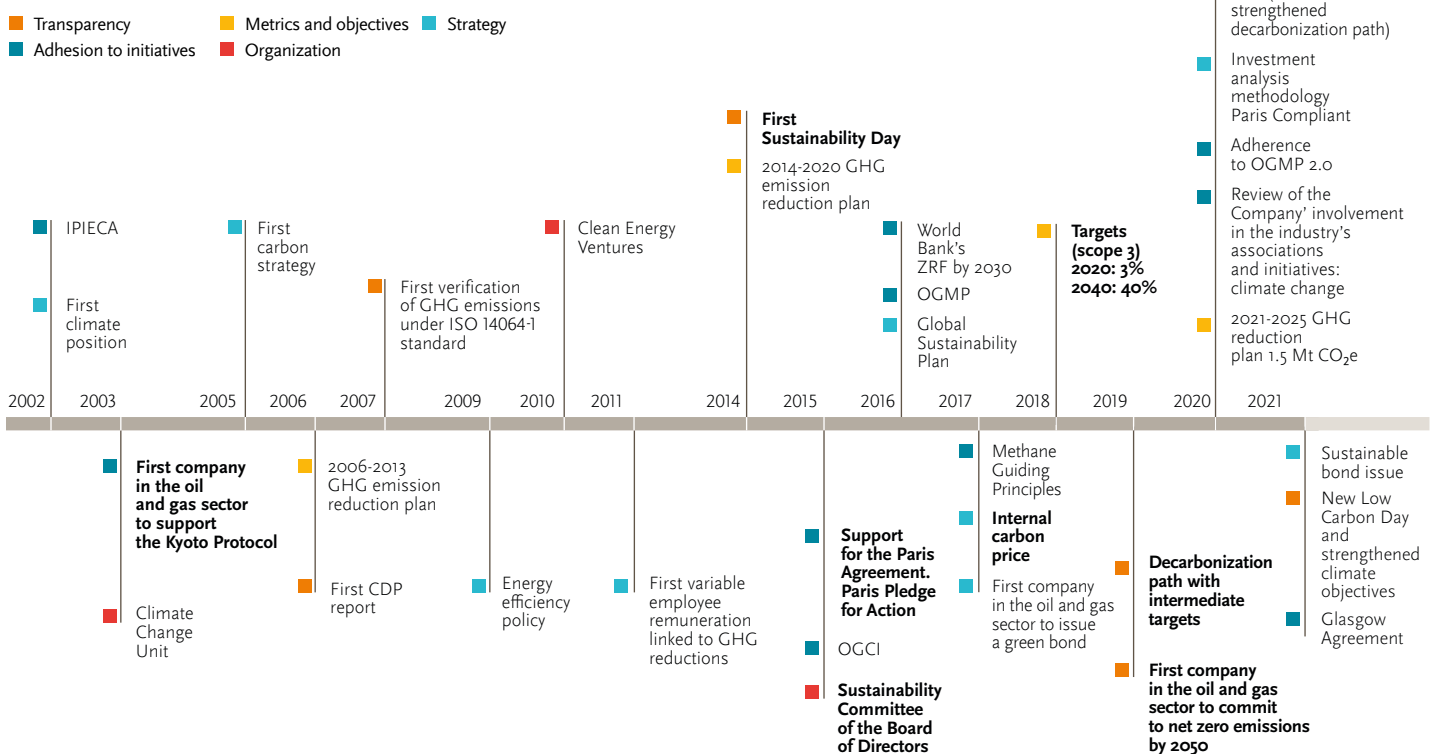 Transparency
Metrics and objectives
Strategy
Adhesion to initiatives
Organization
strengthened
decarbonization path)
Investment
analysis
methodology
Paris Compliant
Adherence
to OGMP 2.0
Review of the
Company’ involvement
in the industry’s
associations
and initiatives:
climate change
2021-2025 GHG
reduction
plan 1.5 Mt CO₂e
First
Sustainability Day
2014-2020 GHG
emission
reduction plan
IPIECA
First
climate
position
First
carbon
strategy
First verification
of GHG emissions
under ISO 14064-1
standard
Clean Energy
Ventures
World
Bank’s
ZRF by 2030
OGMP
Global
Sustainability
Plan
Targets
(scope 3)
2020: 3%
2040: 40%
2002 2003 2005 2006 2007 2009 2010 2011 2014 2015 2016 2017 2018 2019 2020 2021
First company
in the oil
and gas sector
to support
the Kyoto Protocol
Climate
Change
Unit
2006-2013
GHG emission
reduction plan
First CDP
report
Energy
efficiency
policy
First variable
employee
remuneration
linked to GHG
reductions
Support
for the Paris
Agreement.
Paris Pledge
for Action
OGCI
Sustainability
Committee
of the Board
of Directors
Methane
Guiding
Principles
Internal
carbon
price
First company
in the oil and gas
sector to issue
a green bond
Decarbonization
path with
intermediate
targets
First company
in the oil and gas
sector to commit
to net zero emissions
by 2050
Sustainable
bond issue
New Low
Carbon Day
and
strengthened
climate
objectives
Glasgow
Agreement